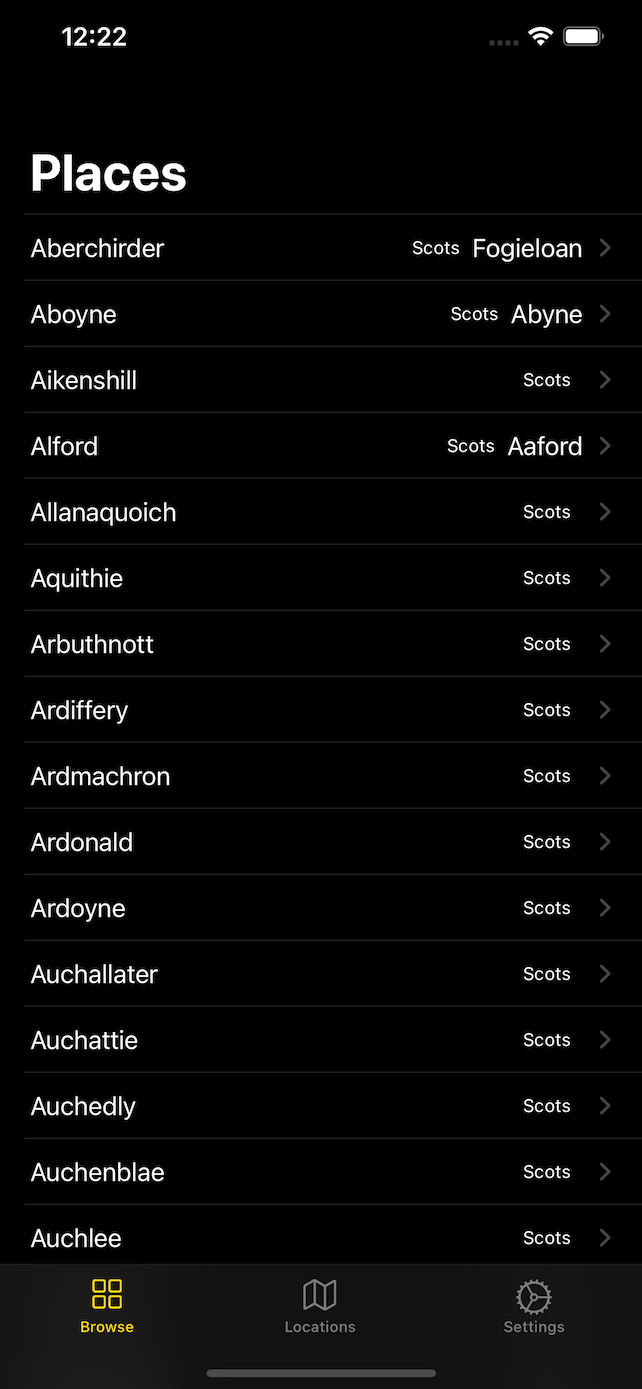 12:22
Places
Aberchirder Scots Fogieloan
Aboyne Scots Abyne
Aikenshill Scots
Alford Scots Aaford
Allanaquoich Scots
Aquithie Scots
Arbuthnott Scots
Ardiffery Scots
Ardmachron Scots
Ardonald Scots
Ardoyne Scots
Auchallater Scots
Auchattie Scots
Auchedly Scots
Auchenblae Scots
Auchlee Scots
Browse Locations Settings